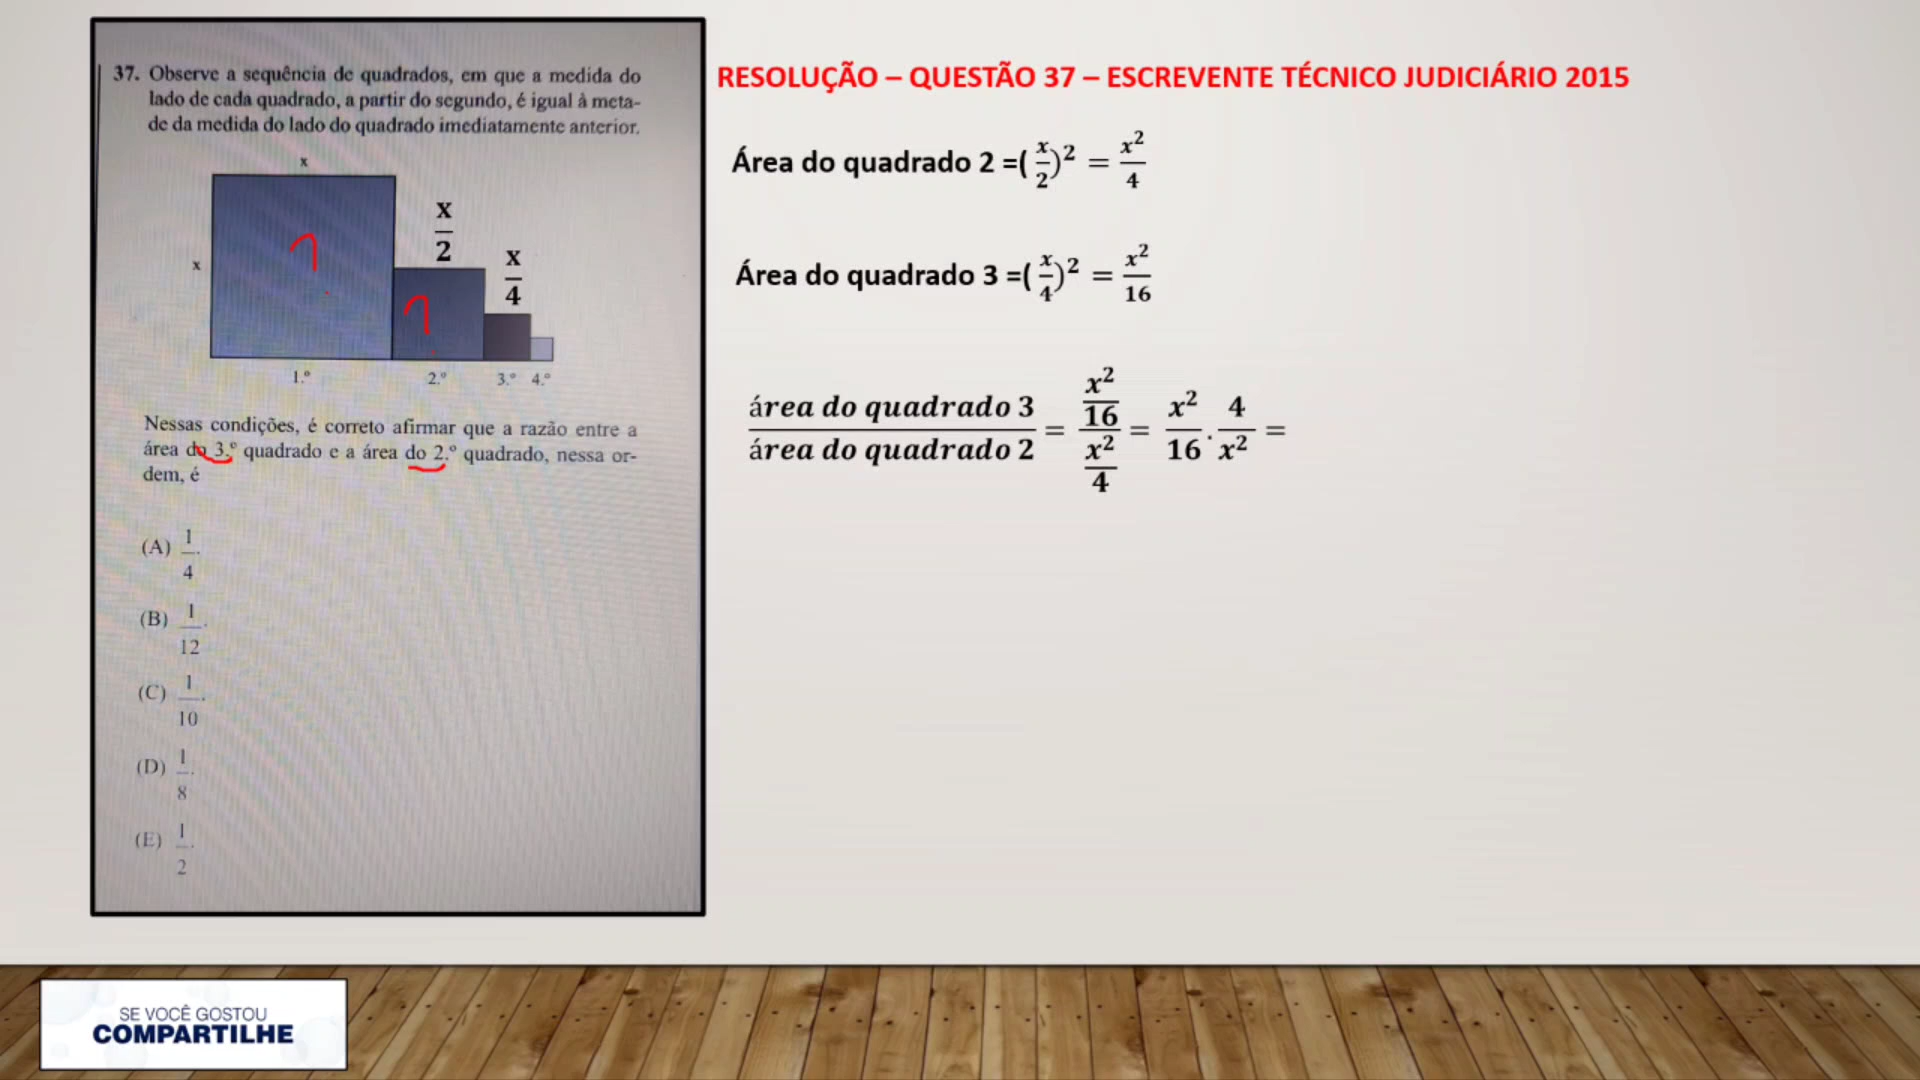 37. Observe a sequência de quadrados, em que a medida do
lado de cada quadrado, a partir do segundo, é igual à meta-
de da medida do lado do quadrado imediatamente anterior.
x
x
x/2
x/4
1
1
1.º 2.º 3.º 4.º
Nessas condições, é correto afirmar que a razão entre a
área do 3.º quadrado e a área do 2.º quadrado, nessa or-
dem, é
(A) 1/4.
(B) 1/12.
(C) 1/10.
(D) 1/8.
(E) 1/2.
RESOLUÇÃO – QUESTÃO 37 – ESCREVENTE TÉCNICO JUDICIÁRIO 2015
Área do quadrado 2 =(x/2)² = x²/4
Área do quadrado 3 =(x/4)² = x²/16
área do quadrado 3 / área do quadrado 2 = (x²/16)/(x²/4) = x²/16 . 4/x² =
SE VOCÊ GOSTOU
COMPARTILHE